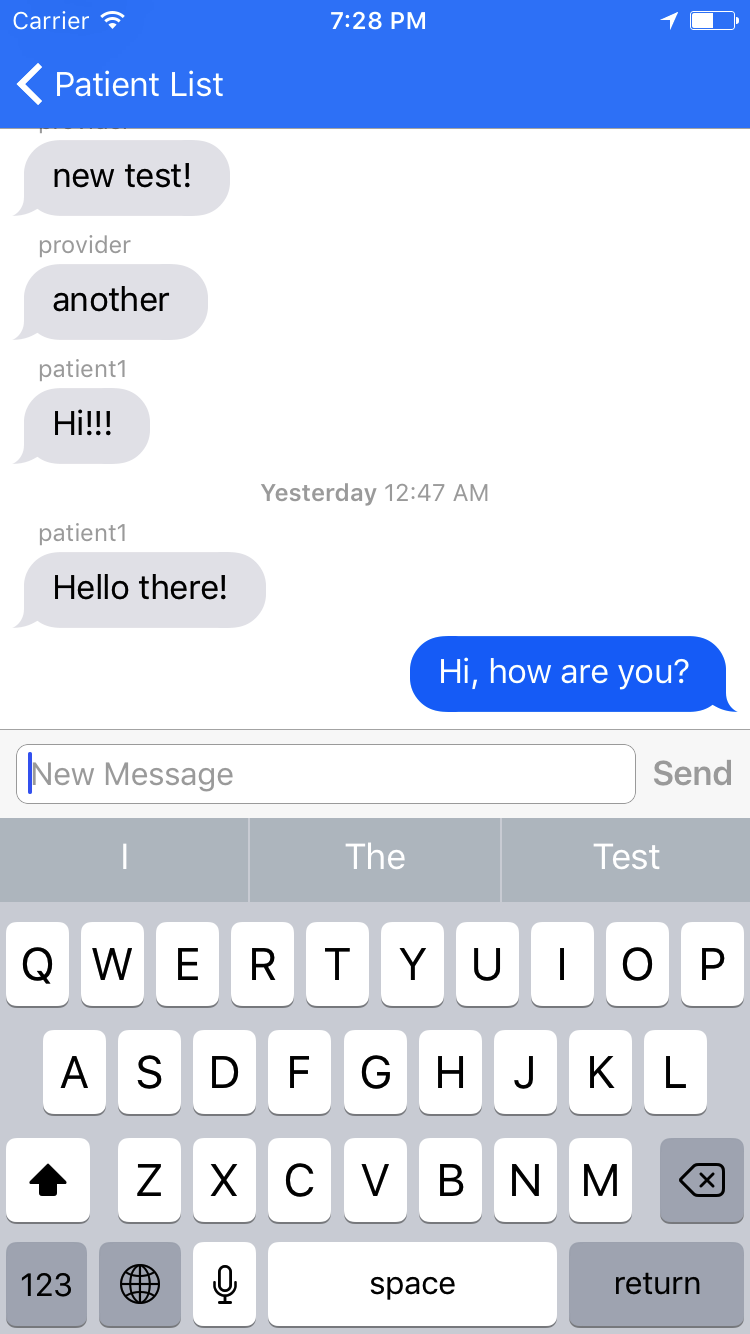 Carrier 7:28 PM
Patient List
new test!
provider
another
patient1
Hi!!!
Yesterday 12:47 AM
patient1
Hello there!
Hi, how are you?
New Message Send
I The Test
Q W E R T Y U I O P
A S D F G H J K L
Z X C V B N M
123 space return